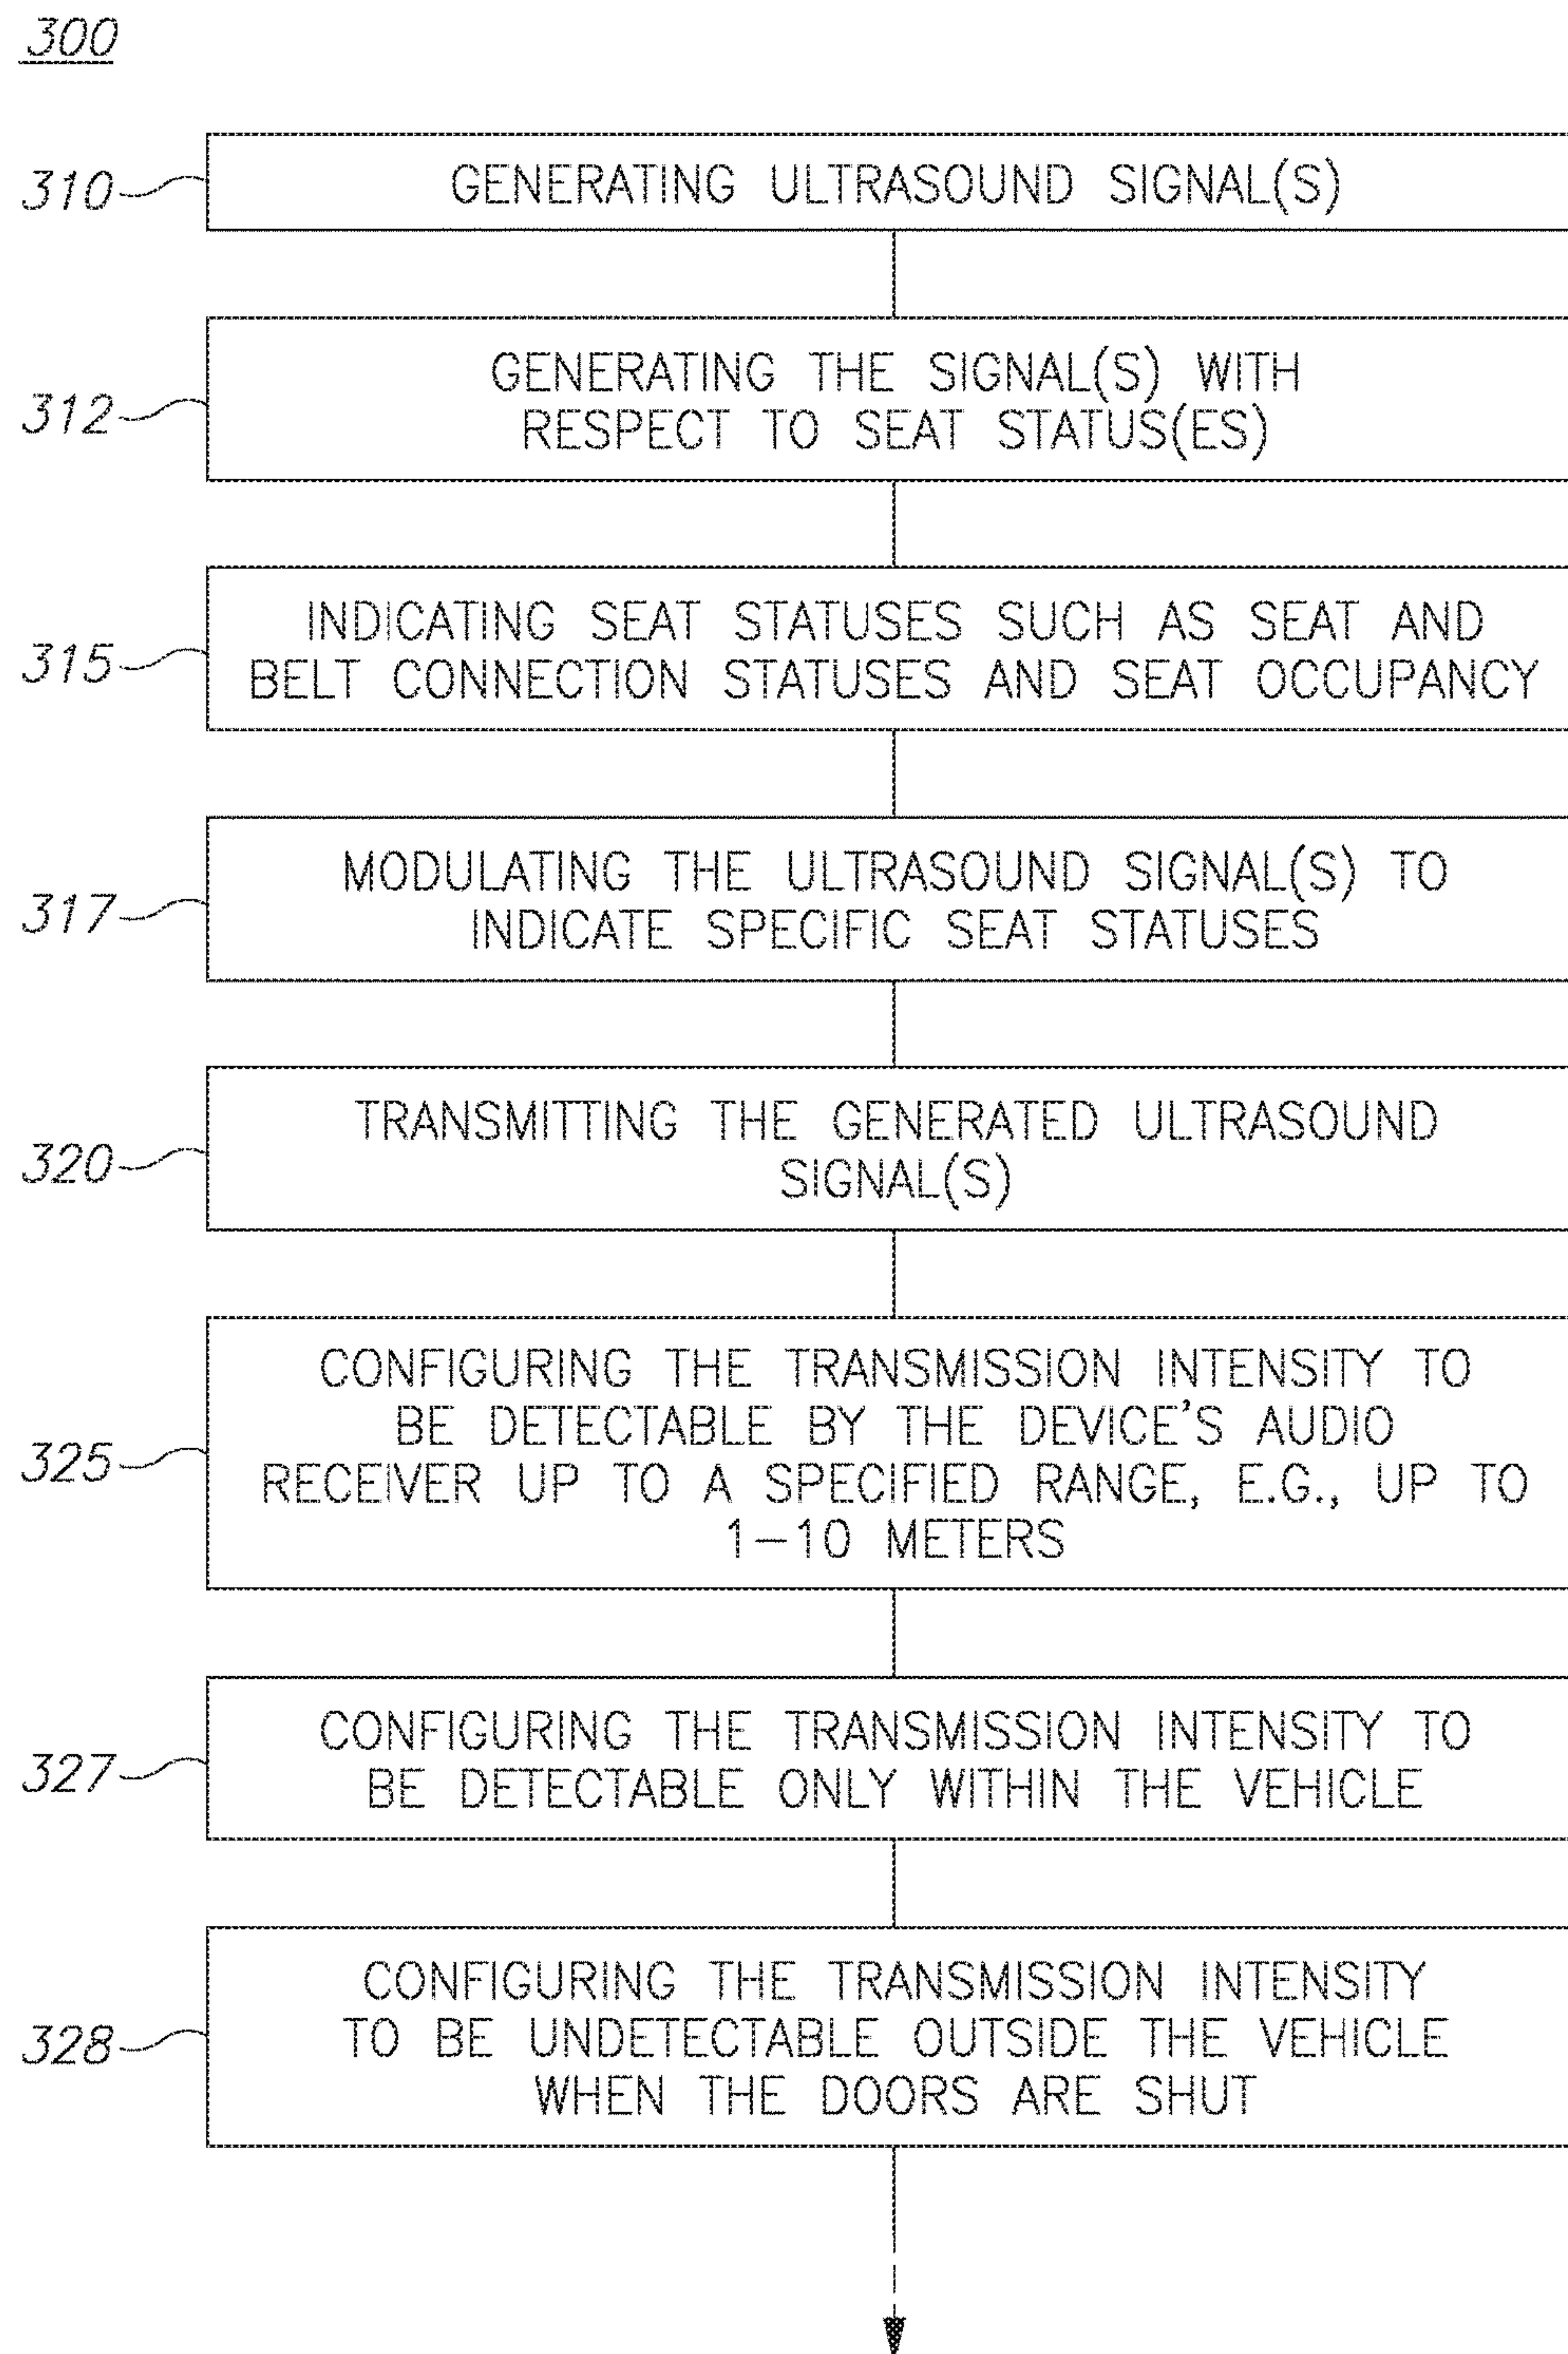 300
310
GENERATING ULTRASOUND SIGNAL(S)
312
GENERATING THE SIGNAL(S) WITH
RESPECT TO SEAT STATUS(ES)
315
INDICATING SEAT STATUSES SUCH AS SEAT AND
BELT CONNECTION STATUSES AND SEAT OCCUPANCY
317
MODULATING THE ULTRASOUND SIGNAL(S) TO
INDICATE SPECIFIC SEAT STATUSES
320
TRANSMITTING THE GENERATED ULTRASOUND
SIGNAL(S)
325
CONFIGURING THE TRANSMISSION INTENSITY TO
BE DETECTABLE BY THE DEVICE'S AUDIO
RECEIVER UP TO A SPECIFIED RANGE, E.G., UP TO
1–10 METERS
327
CONFIGURING THE TRANSMISSION INTENSITY TO
BE DETECTABLE ONLY WITHIN THE VEHICLE
328
CONFIGURING THE TRANSMISSION INTENSITY
TO BE UNDETECTABLE OUTSIDE THE VEHICLE
WHEN THE DOORS ARE SHUT